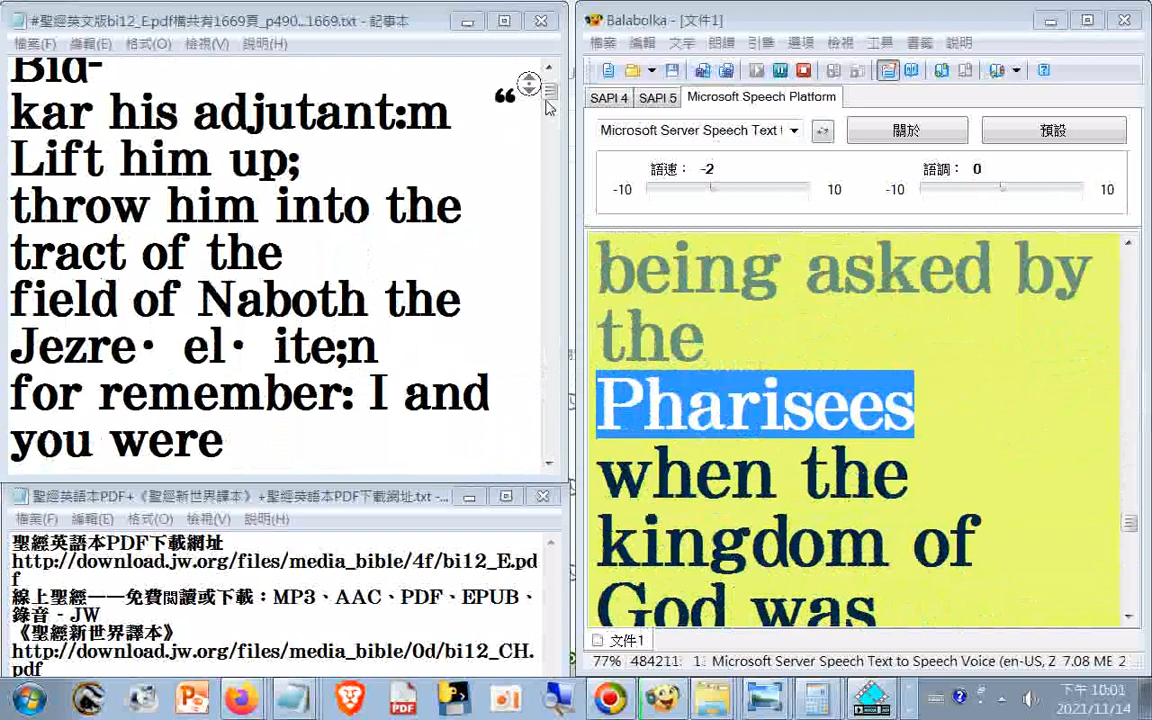 #聖經英文版bi12_E.pdf檔共有1669頁_p490...1669.txt - 記事本
檔案(F) 編輯(E) 格式(O) 檢視(V) 說明(H)
Bid-
kar his adjutant:m “
Lift him up;
throw him into the
tract of the
field of Naboth the
Jezre· el· ite;n
for remember: I and
you were
聖經英語本PDF+《聖經新世界譯本》+聖經英語本PDF下載網址.txt -...
檔案(F) 編輯(E) 格式(O) 檢視(V) 說明(H)
聖經英語本PDF下載網址
http://download.jw.org/files/media_bible/4f/bi12_E.pd
f
線上聖經——免費閱讀或下載：MP3、AAC、PDF、EPUB、
錄音 - JW
《聖經新世界譯本》
http://download.jw.org/files/media_bible/0d/bi12_CH.
pdf
Balabolka - [文件1]
檔案 編輯 文字 朗讀 引擎 選項 檢視 工具 書籤 說明
SAPI 4 SAPI 5 Microsoft Speech Platform
Microsoft Server Speech Text 關於 預設
語速： -2 語調： 0
-10 10 -10 10
being asked by
the
Pharisees
when the
kingdom of
God was
文件1
77% 484211: 1 Microsoft Server Speech Text to Speech Voice (en-US, Z 7.08 MB 2
PDF
下午 10:01
2021/11/14